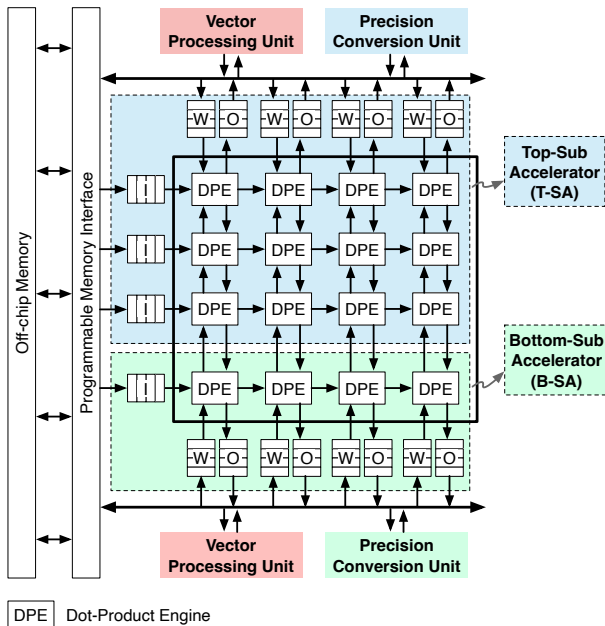 Vector
Processing Unit
Precision
Conversion Unit
W O W O W O W O
Top-Sub
Accelerator
(T-SA)
I DPE DPE DPE DPE
I DPE DPE DPE DPE
I DPE DPE DPE DPE
Off-chip Memory
Programmable Memory Interface
Bottom-Sub
Accelerator
(B-SA)
I DPE DPE DPE DPE
W O W O W O W O
Vector
Processing Unit
Precision
Conversion Unit
DPE Dot-Product Engine